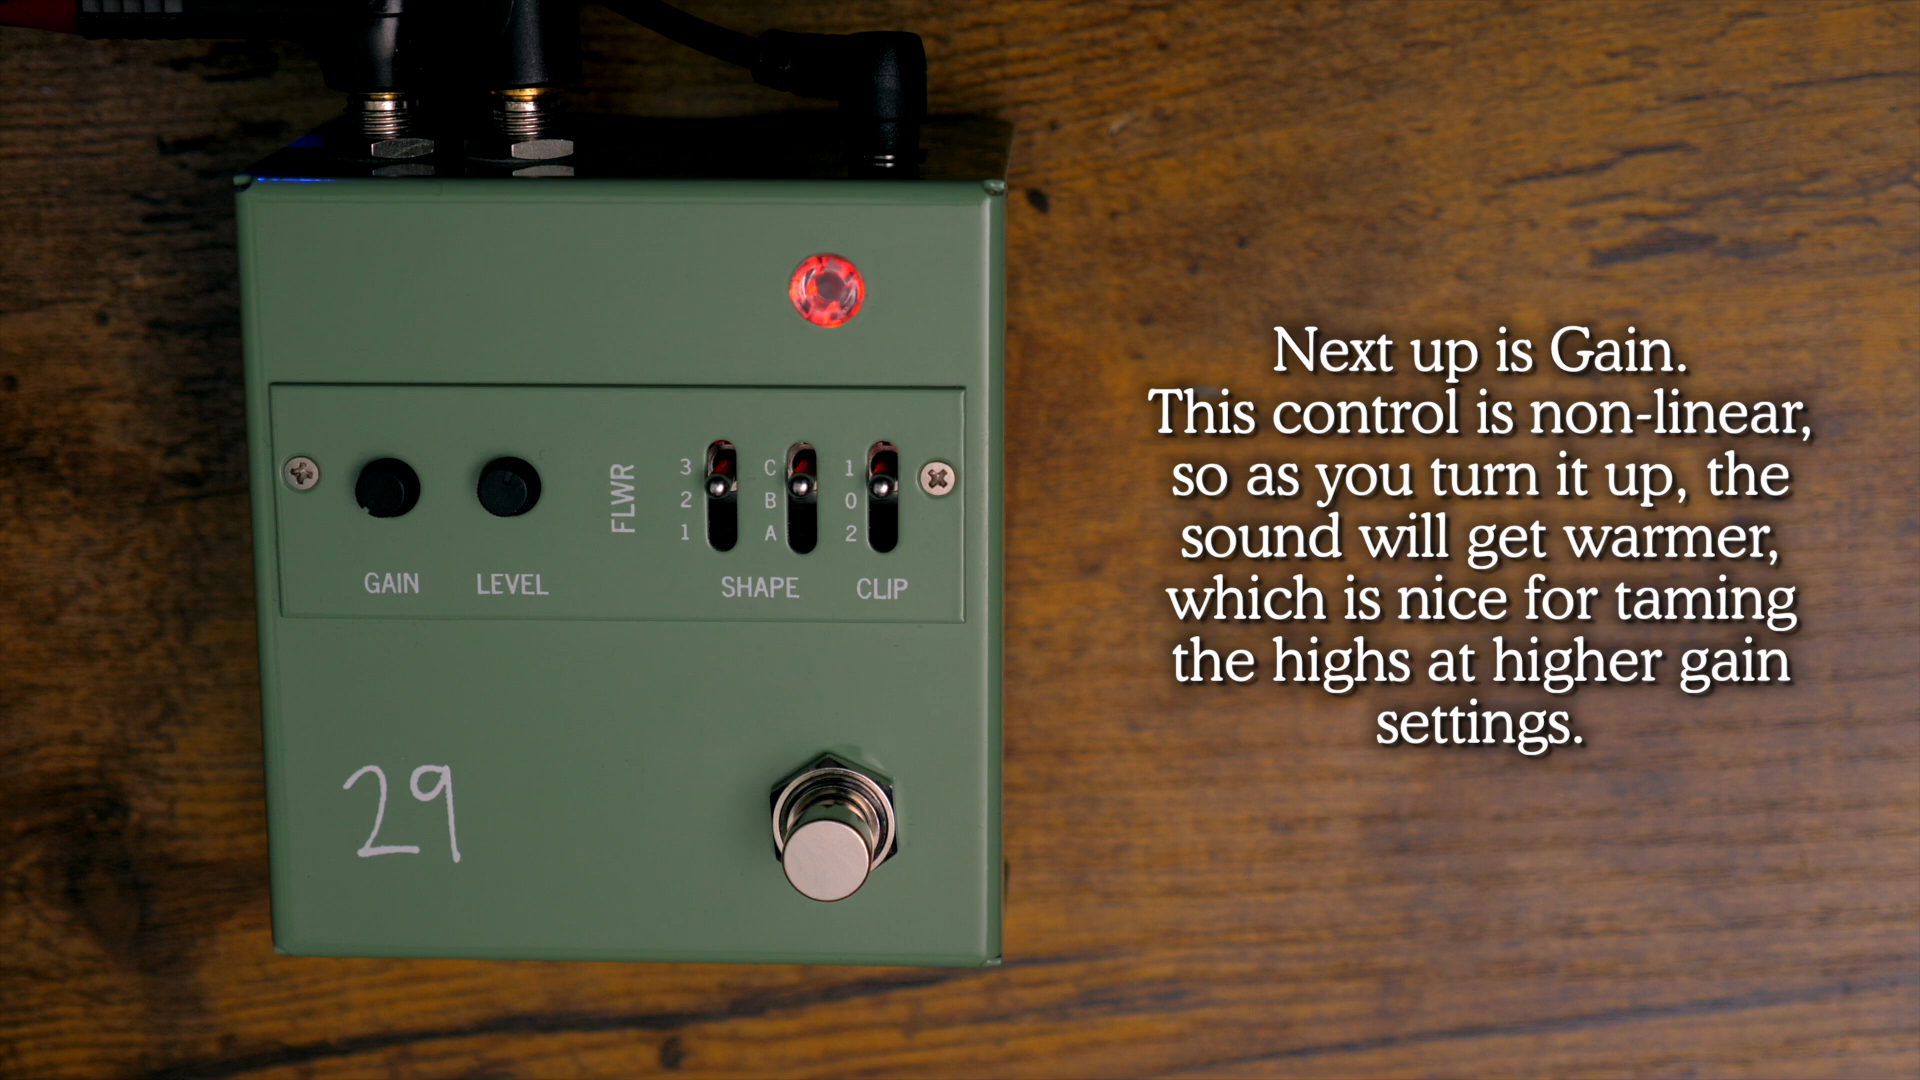 3 C 1
2 B 0
1 A 2
FLWR
GAIN LEVEL SHAPE CLIP
29
Next up is Gain.
This control is non-linear,
so as you turn it up, the
sound will get warmer,
which is nice for taming
the highs at higher gain
settings.